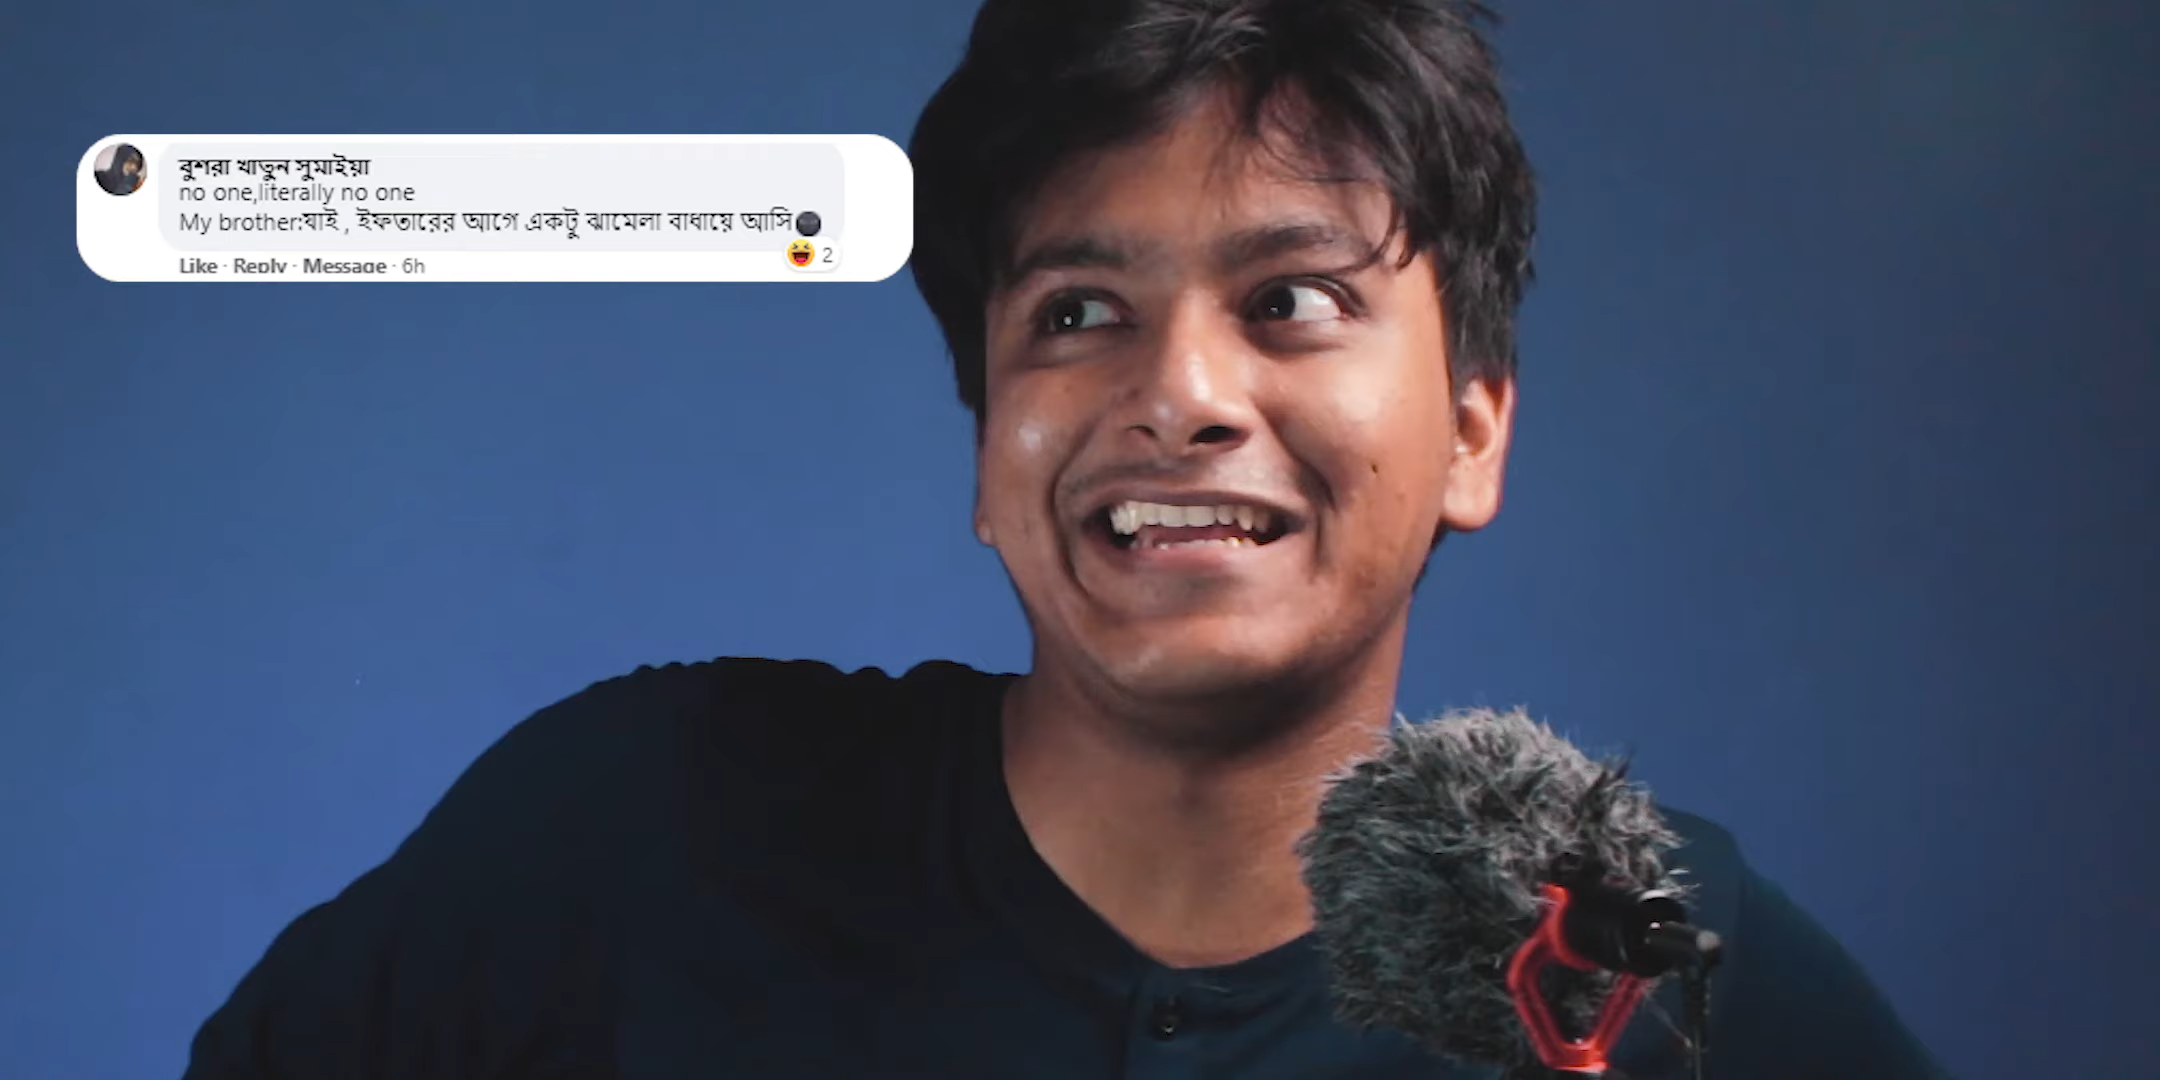 বুশরা খাতুন সুমাইয়া
no one,literally no one
My brother:যাই , ইফতারের আগে একটু ঝামেলা বাধায়ে আসি
2
Like · Reply · Message · 6h